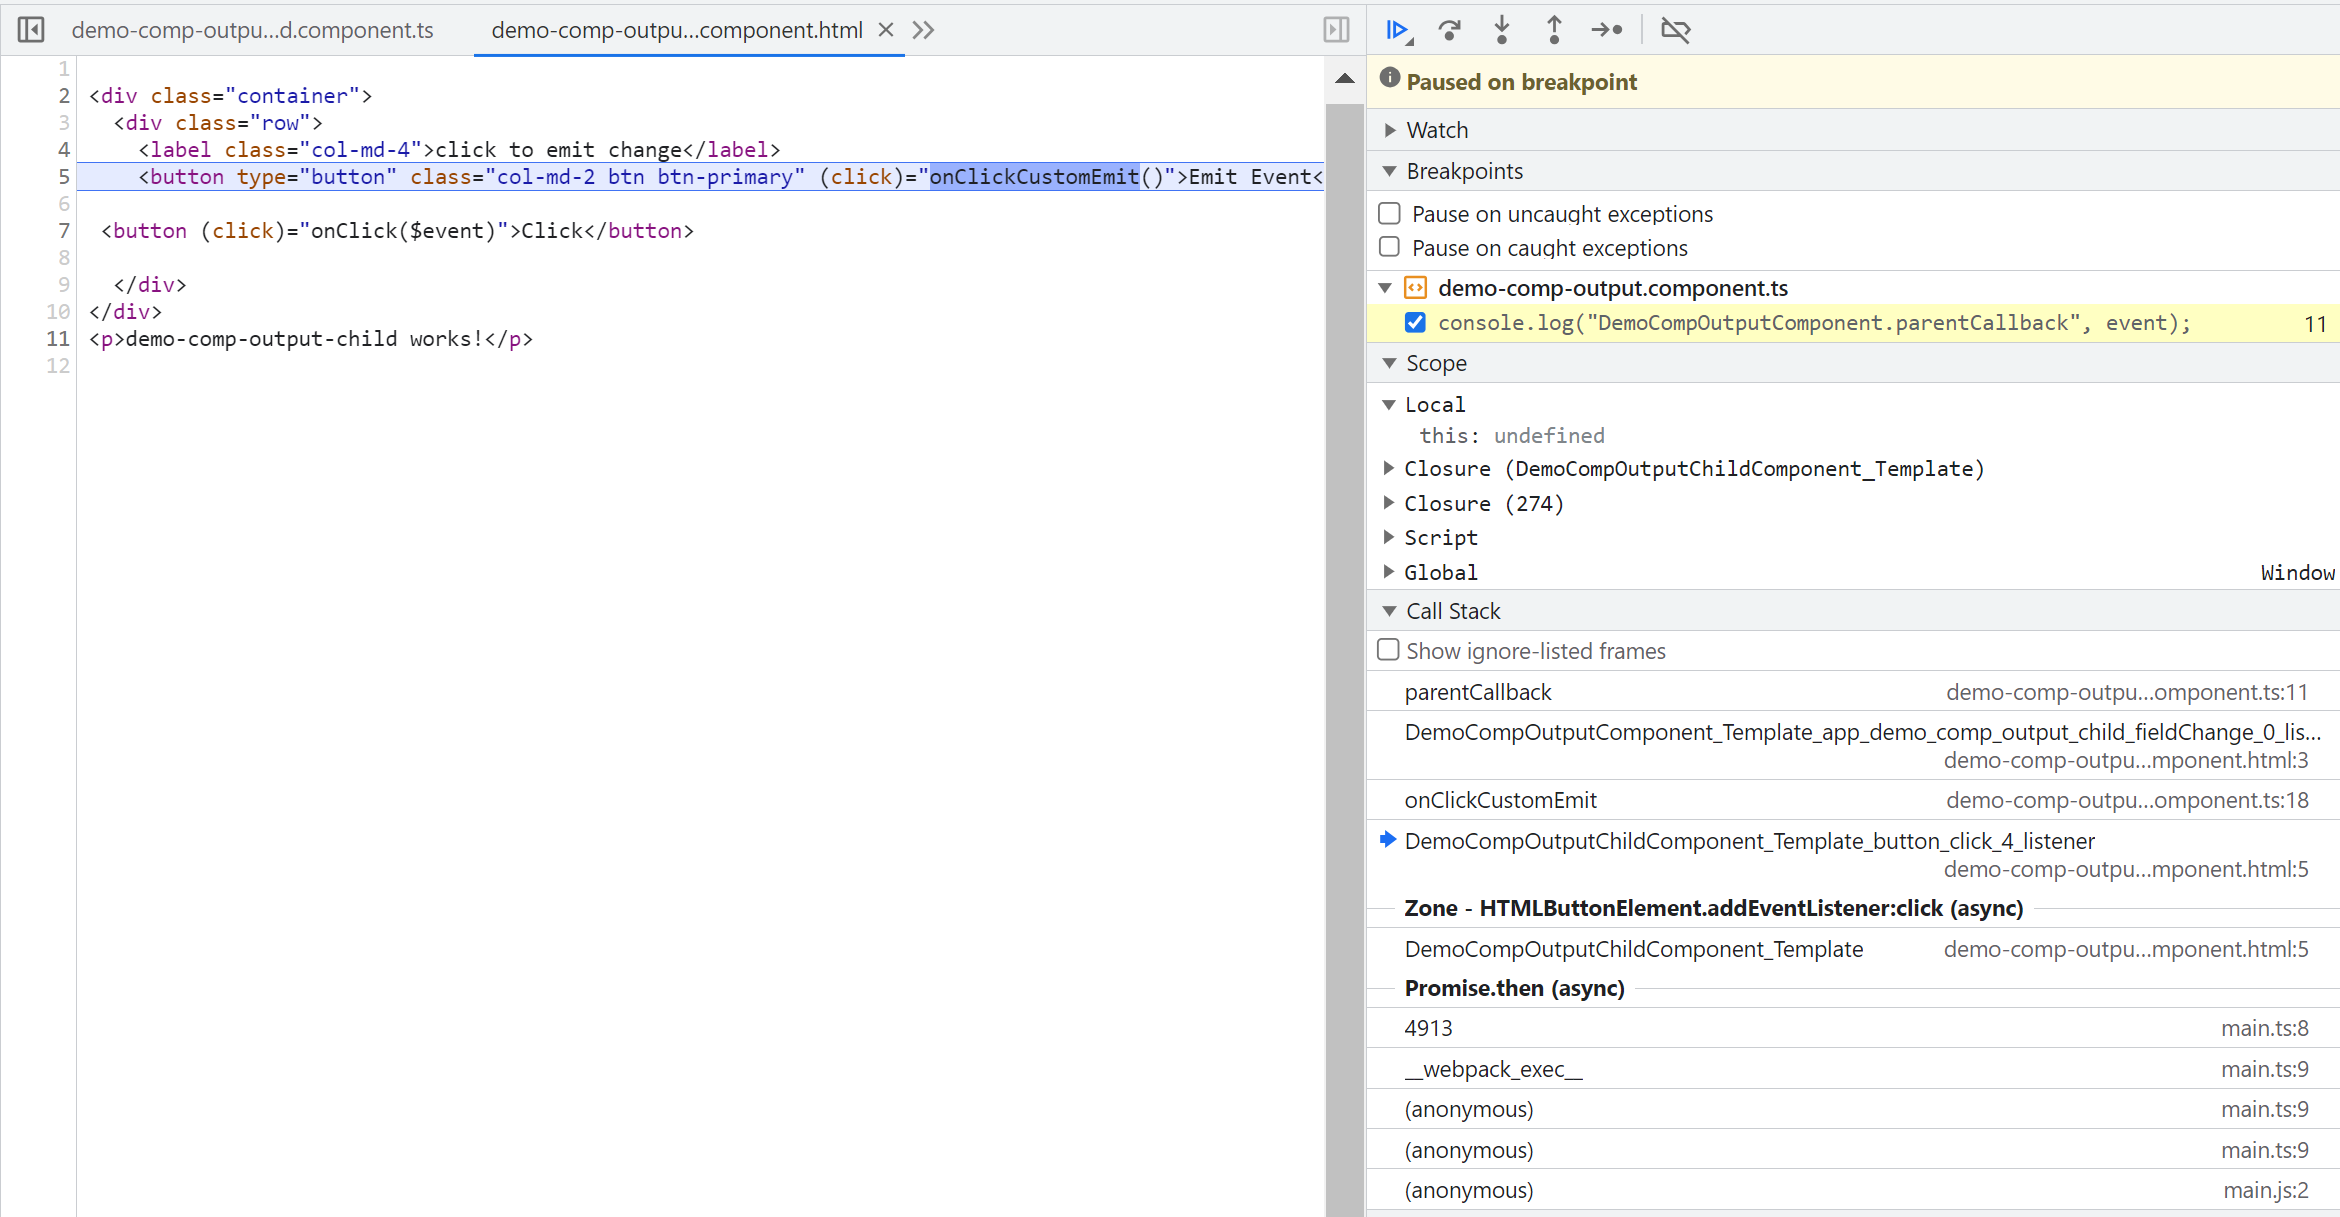 demo-comp-outpu...d.component.ts
demo-comp-outpu...component.html
1
2 <div class="container">
3 <div class="row">
4 <label class="col-md-4">click to emit change</label>
5 <button type="button" class="col-md-2 btn btn-primary" (click)="onClickCustomEmit()">Emit Event<
6
7 <button (click)="onClick($event)">Click</button>
8
9 </div>
10 </div>
11 <p>demo-comp-output-child works!</p>
12
Paused on breakpoint
Watch
Breakpoints
Pause on uncaught exceptions
Pause on caught exceptions
demo-comp-output.component.ts
console.log("DemoCompOutputComponent.parentCallback", event); 11
Scope
Local
this: undefined
Closure (DemoCompOutputChildComponent_Template)
Closure (274)
Script
Global Window
Call Stack
Show ignore-listed frames
parentCallback demo-comp-outpu...omponent.ts:11
DemoCompOutputComponent_Template_app_demo_comp_output_child_fieldChange_0_lis...
demo-comp-outpu...mponent.html:3
onClickCustomEmit demo-comp-outpu...omponent.ts:18
DemoCompOutputChildComponent_Template_button_click_4_listener
demo-comp-outpu...mponent.html:5
Zone - HTMLButtonElement.addEventListener:click (async)
DemoCompOutputChildComponent_Template demo-comp-outpu...mponent.html:5
Promise.then (async)
4913 main.ts:8
__webpack_exec__ main.ts:9
(anonymous) main.ts:9
(anonymous) main.ts:9
(anonymous) main.js:2